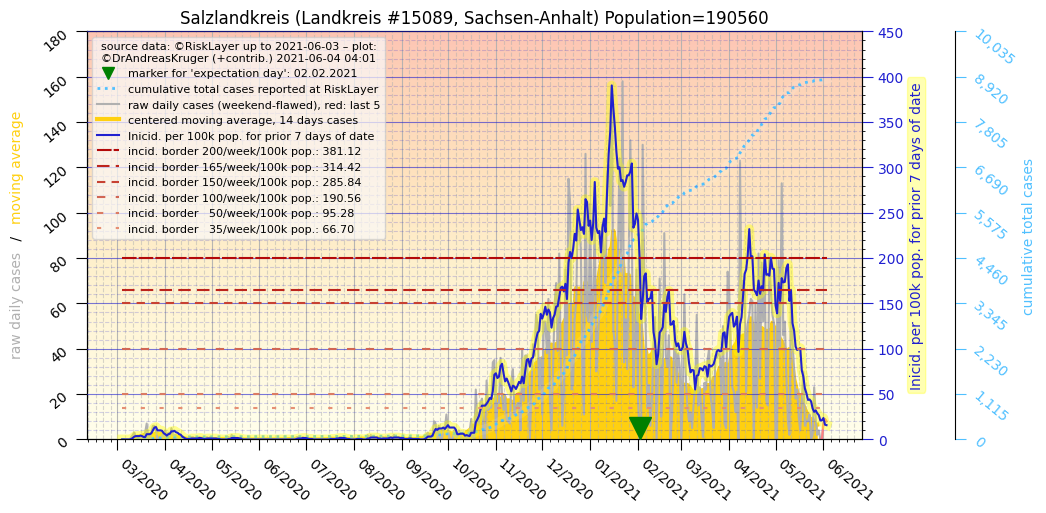 Salzlandkreis (Landkreis #15089, Sachsen-Anhalt) Population=190560
source data: ©RiskLayer up to 2021-06-03 – plot:
©DrAndreasKruger (+contrib.) 2021-06-04 04:01
marker for 'expectation day': 02.02.2021
cumulative total cases reported at RiskLayer
raw daily cases (weekend-flawed), red: last 5
centered moving average, 14 days cases
Inicid. per 100k pop. for prior 7 days of date
incid. border 200/week/100k pop.: 381.12
incid. border 165/week/100k pop.: 314.42
incid. border 150/week/100k pop.: 285.84
incid. border 100/week/100k pop.: 190.56
incid. border   50/week/100k pop.: 95.28
incid. border   35/week/100k pop.: 66.70
raw daily cases  /  moving average
180
160
140
120
100
80
60
40
20
0
03/2020
04/2020
05/2020
06/2020
07/2020
08/2020
09/2020
10/2020
11/2020
12/2020
01/2021
02/2021
03/2021
04/2021
05/2021
06/2021
450
400
350
300
250
200
150
100
50
0
Inicid. per 100k pop. for prior 7 days of date
10,035
8,920
7,805
6,690
5,575
4,460
3,345
2,230
1,115
0
cumulative total cases